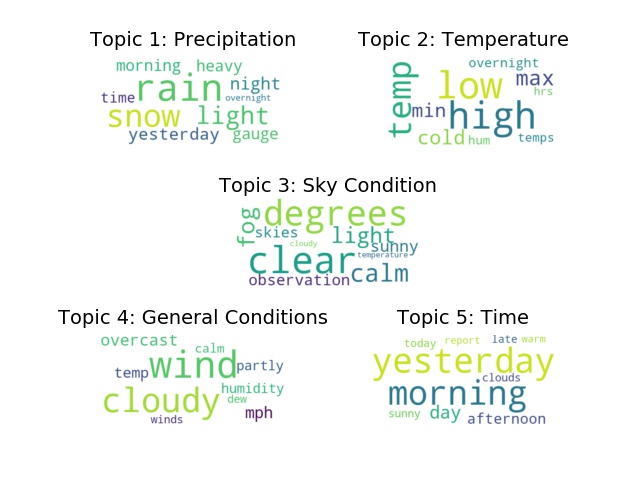 Topic 1: Precipitation
morning heavy
rain night
time overnight
snow light
yesterday gauge
Topic 2: Temperature
overnight
temp low max
hrs
min high
cold hum temps
Topic 3: Sky Condition
fog degrees
skies light
cloudy sunny
clear temperature
observation calm
Topic 4: General Conditions
overcast
calm
temp wind partly
humidity
cloudy dew
winds mph
Topic 5: Time
today report late warm
yesterday
clouds
morning
sunny day afternoon